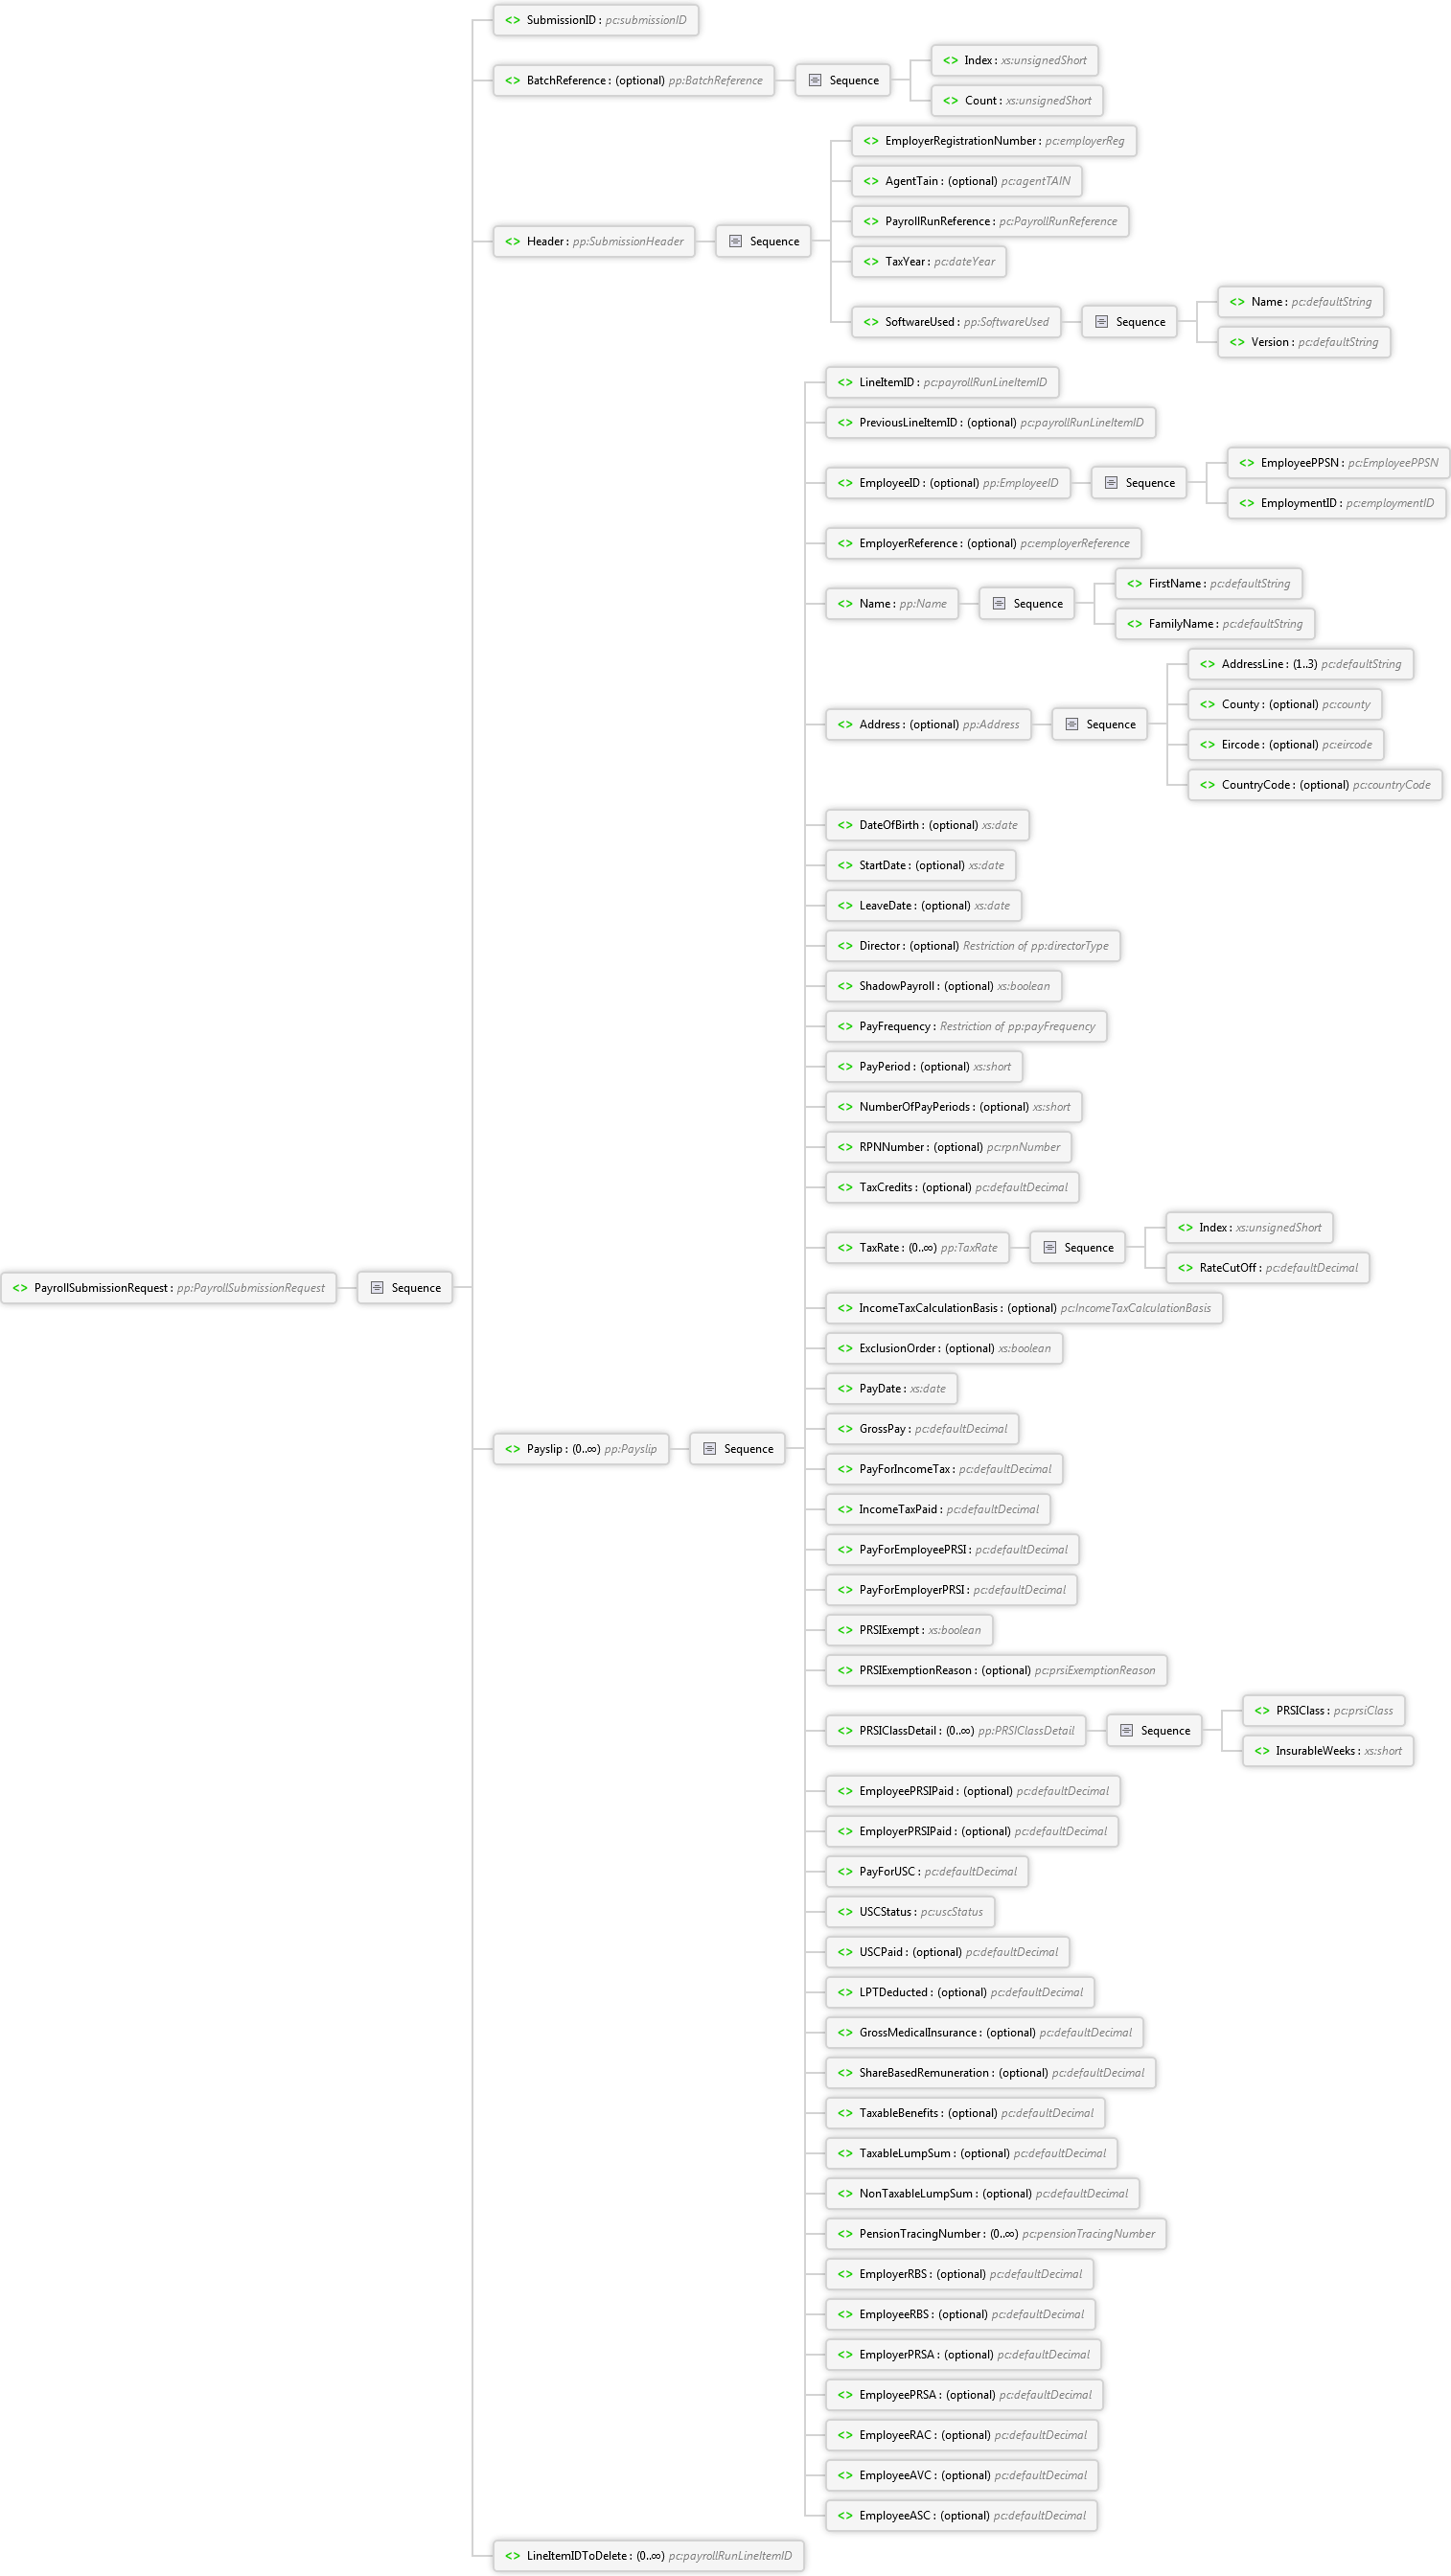 <> SubmissionID : pc:submissionID
<> BatchReference : (optional) pp:BatchReference
Sequence
<> Index : xs:unsignedShort
<> Count : xs:unsignedShort
<> Header : pp:SubmissionHeader
Sequence
<> EmployerRegistrationNumber : pc:employerReg
<> AgentTain : (optional) pc:agentTAIN
<> PayrollRunReference : pc:PayrollRunReference
<> TaxYear : pc:dateYear
<> SoftwareUsed : pp:SoftwareUsed
Sequence
<> Name : pc:defaultString
<> Version : pc:defaultString
<> PayrollSubmissionRequest : pp:PayrollSubmissionRequest
Sequence
<> Payslip : (0..∞) pp:Payslip
Sequence
<> LineItemID : pc:payrollRunLineItemID
<> PreviousLineItemID : (optional) pc:payrollRunLineItemID
<> EmployeeID : (optional) pp:EmployeeID
Sequence
<> EmployeePPSN : pc:EmployeePPSN
<> EmploymentID : pc:employmentID
<> EmployerReference : (optional) pc:employerReference
<> Name : pp:Name
Sequence
<> FirstName : pc:defaultString
<> FamilyName : pc:defaultString
<> Address : (optional) pp:Address
Sequence
<> AddressLine : (1..3) pc:defaultString
<> County : (optional) pc:county
<> Eircode : (optional) pc:eircode
<> CountryCode : (optional) pc:countryCode
<> DateOfBirth : (optional) xs:date
<> StartDate : (optional) xs:date
<> LeaveDate : (optional) xs:date
<> Director : (optional) Restriction of pp:directorType
<> ShadowPayroll : (optional) xs:boolean
<> PayFrequency : Restriction of pp:payFrequency
<> PayPeriod : (optional) xs:short
<> NumberOfPayPeriods : (optional) xs:short
<> RPNNumber : (optional) pc:rpnNumber
<> TaxCredits : (optional) pc:defaultDecimal
<> TaxRate : (0..∞) pp:TaxRate
Sequence
<> Index : xs:unsignedShort
<> RateCutOff : pc:defaultDecimal
<> IncomeTaxCalculationBasis : (optional) pc:IncomeTaxCalculationBasis
<> ExclusionOrder : (optional) xs:boolean
<> PayDate : xs:date
<> GrossPay : pc:defaultDecimal
<> PayForIncomeTax : pc:defaultDecimal
<> IncomeTaxPaid : pc:defaultDecimal
<> PayForEmployeePRSI : pc:defaultDecimal
<> PayForEmployerPRSI : pc:defaultDecimal
<> PRSIExempt : xs:boolean
<> PRSIExemptionReason : (optional) pc:prsiExemptionReason
<> PRSIClassDetail : (0..∞) pp:PRSIClassDetail
Sequence
<> PRSIClass : pc:prsiClass
<> InsurableWeeks : xs:short
<> EmployeePRSIPaid : (optional) pc:defaultDecimal
<> EmployerPRSIPaid : (optional) pc:defaultDecimal
<> PayForUSC : pc:defaultDecimal
<> USCStatus : pc:uscStatus
<> USCPaid : (optional) pc:defaultDecimal
<> LPTDeducted : (optional) pc:defaultDecimal
<> GrossMedicalInsurance : (optional) pc:defaultDecimal
<> ShareBasedRemuneration : (optional) pc:defaultDecimal
<> TaxableBenefits : (optional) pc:defaultDecimal
<> TaxableLumpSum : (optional) pc:defaultDecimal
<> NonTaxableLumpSum : (optional) pc:defaultDecimal
<> PensionTracingNumber : (0..∞) pc:pensionTracingNumber
<> EmployerRBS : (optional) pc:defaultDecimal
<> EmployeeRBS : (optional) pc:defaultDecimal
<> EmployerPRSA : (optional) pc:defaultDecimal
<> EmployeePRSA : (optional) pc:defaultDecimal
<> EmployeeRAC : (optional) pc:defaultDecimal
<> EmployeeAVC : (optional) pc:defaultDecimal
<> EmployeeASC : (optional) pc:defaultDecimal
<> LineItemIDToDelete : (0..∞) pc:payrollRunLineItemID